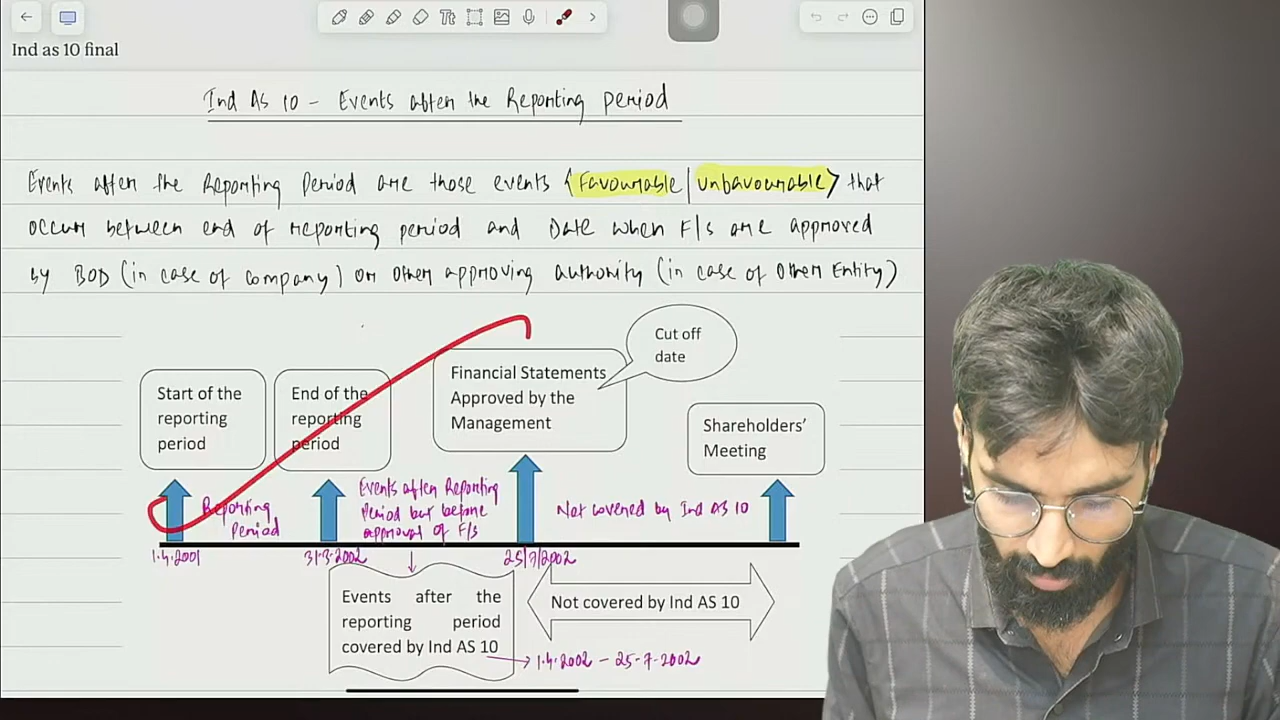 Ind as 10 final
Ind AS 10 - Events after the Reporting period
Events after the Reporting Period are those events (Favourable/unfavourable) that
occur between end of reporting period and Date when F/s are approved
by BOD (in case of company) or Other approving authority (in case of Other Entity)
Cut off
date
Start of the
reporting
period
End of the
reporting
period
Financial Statements
Approved by the
Management
Shareholders’
Meeting
Reporting
Period
Events after Reporting
Period but before
approval of F/s
Not covered by Ind AS 10
1.4.2001
31.3.2002
25/7/2002
Events after the
reporting period
covered by Ind AS 10
Not covered by Ind AS 10
1.4.2002 - 25-7-2002